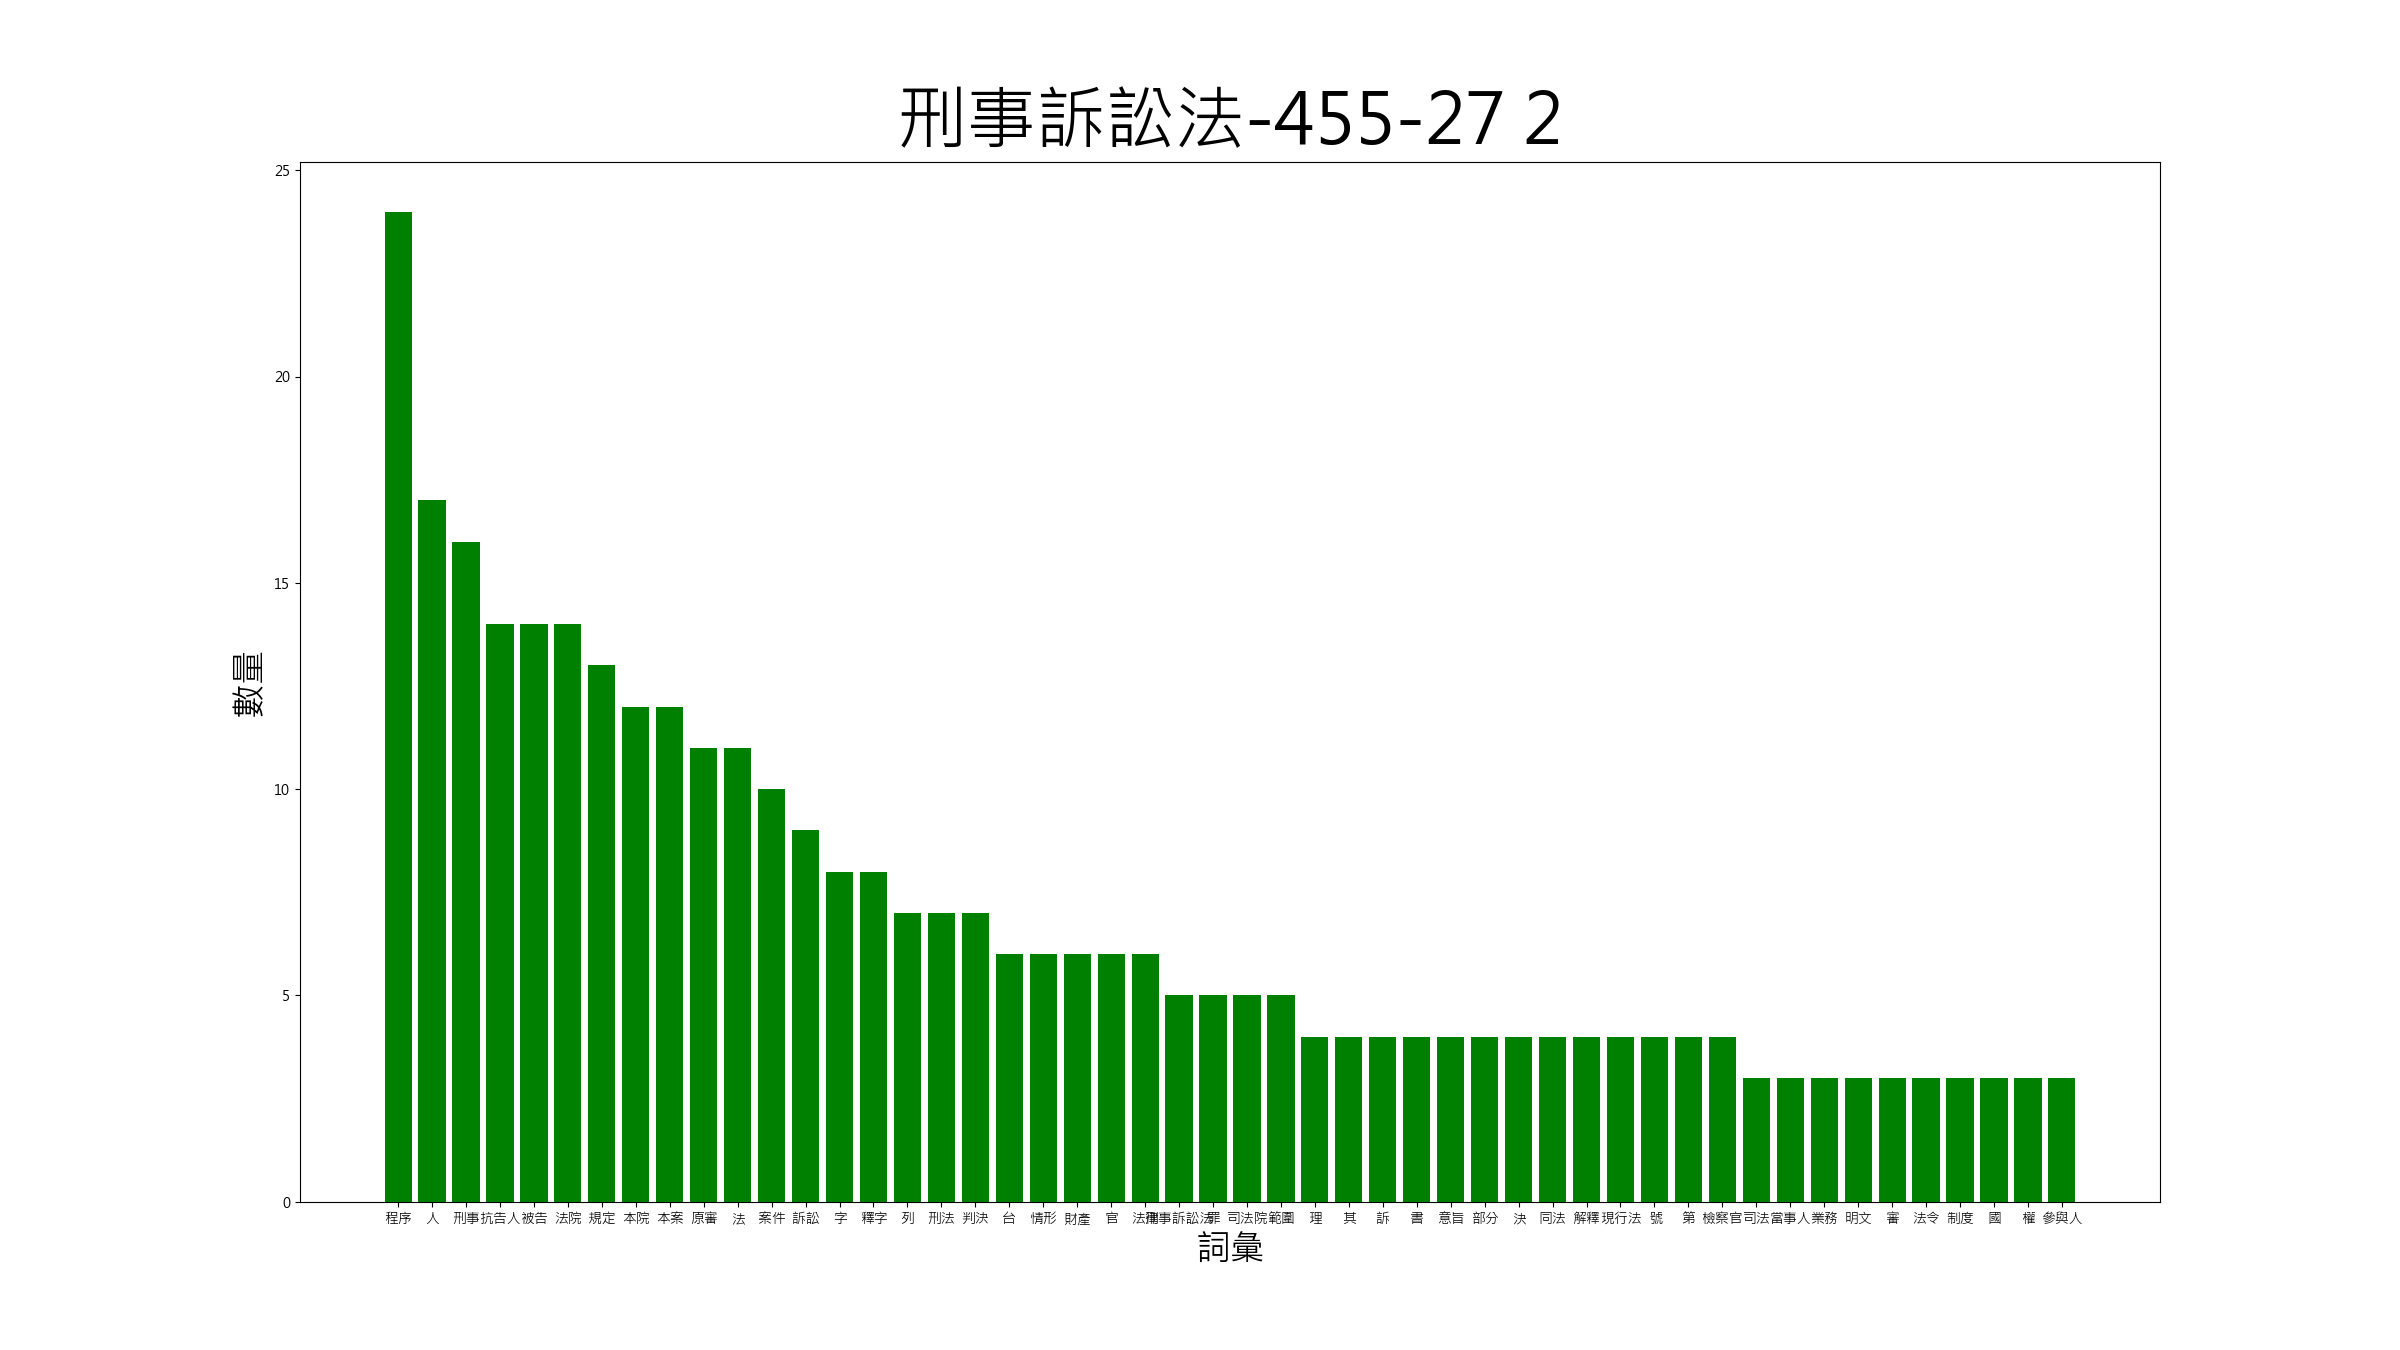 刑事訴訟法-455-27 2
25
20
15
10
5
0
數量
程序 人 刑事 抗告人 被告 法院 規定 本院 本案 原審 法 案件 訴訟 字 釋字 列 刑法 判決 台 情形 財產 官 刑事訴訟法 罪 司法院 範圍 理 其 訴 書 意旨 部分 決 同法 解釋 現行法 號 第 檢察官 司法 當事人 業務 明文 審 法令 制度 國 權 參與人
詞彙